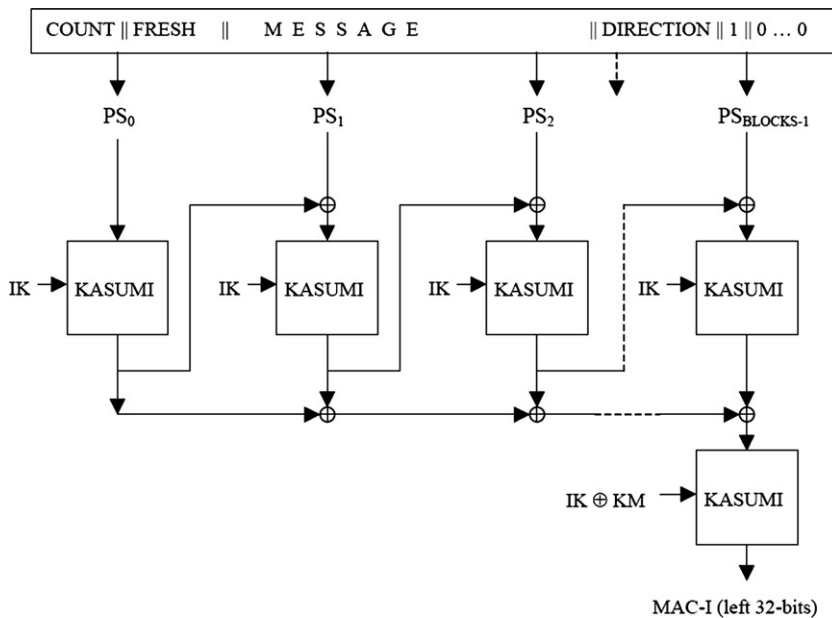 COUNT || FRESH || M E S S A G E || DIRECTION || 1 || 0 … 0
PS₀ PS₁ PS₂ PS_BLOCKS-1
IK KASUMI IK KASUMI IK KASUMI IK KASUMI
IK ⊕ KM KASUMI
MAC-I (left 32-bits)